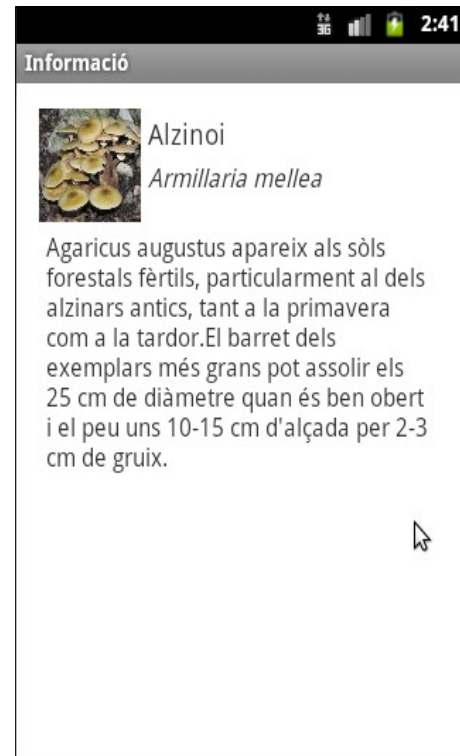 3G
2:41
Informació
Alzinoi
Armillaria mellea
Agaricus augustus apareix als sòls
forestals fèrtils, particularment al dels
alzinars antics, tant a la primavera
com a la tardor.El barret dels
exemplars més grans pot assolir els
25 cm de diàmetre quan és ben obert
i el peu uns 10-15 cm d'alçada per 2-3
cm de gruix.